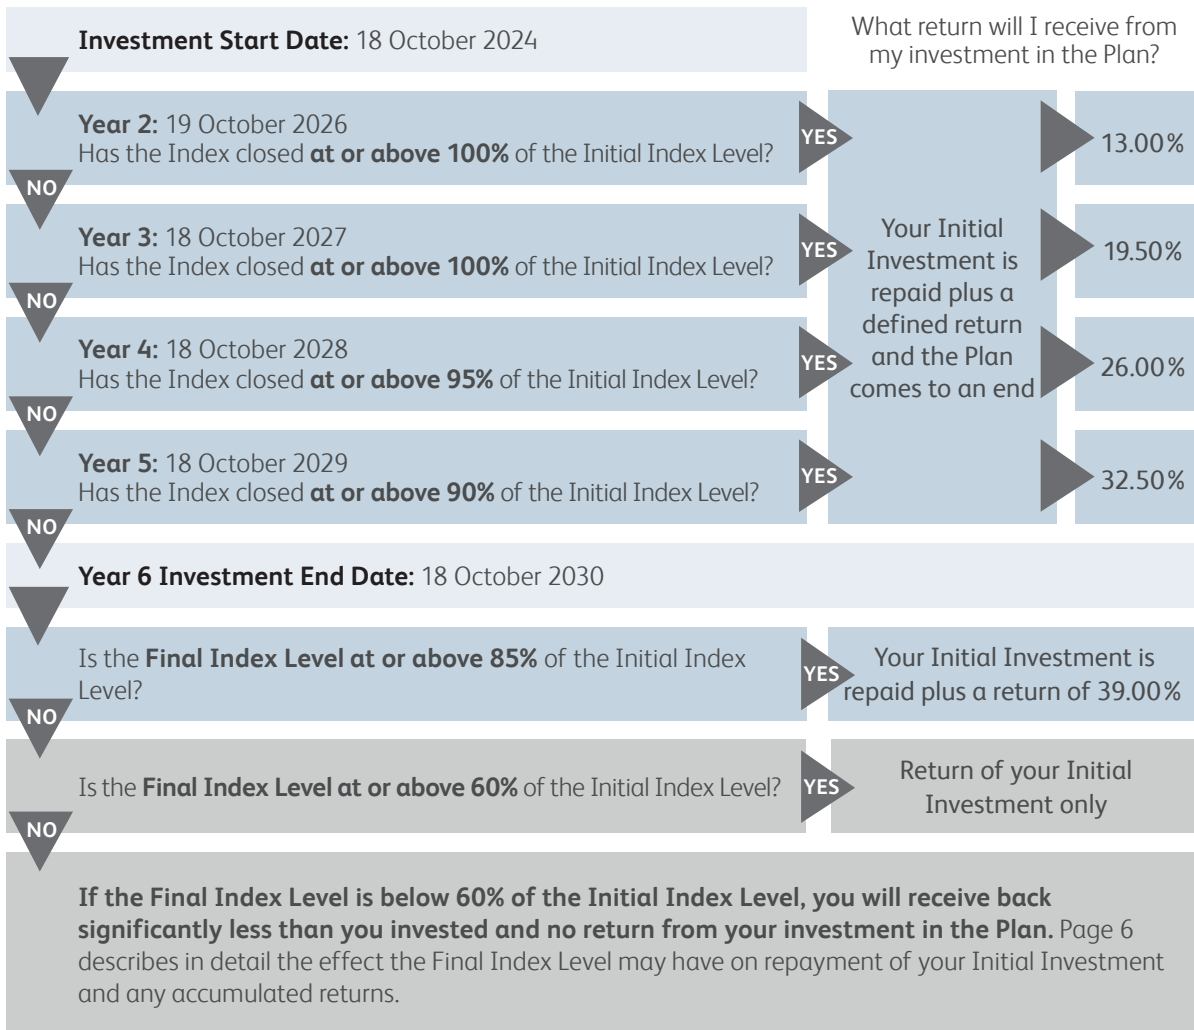 Investment Start Date: 18 October 2024
What return will I receive from
my investment in the Plan?
Year 2: 19 October 2026
Has the Index closed at or above 100% of the Initial Index Level?
YES
13.00%
NO
Year 3: 18 October 2027
Has the Index closed at or above 100% of the Initial Index Level?
YES
Your Initial
Investment is
repaid plus a
defined return
and the Plan
comes to an end
19.50%
NO
Year 4: 18 October 2028
Has the Index closed at or above 95% of the Initial Index Level?
YES
26.00%
NO
Year 5: 18 October 2029
Has the Index closed at or above 90% of the Initial Index Level?
YES
32.50%
NO
Year 6 Investment End Date: 18 October 2030
Is the Final Index Level at or above 85% of the Initial Index
Level?
YES
Your Initial Investment is
repaid plus a return of 39.00%
NO
Is the Final Index Level at or above 60% of the Initial Index Level?
YES
Return of your Initial
Investment only
NO
If the Final Index Level is below 60% of the Initial Index Level, you will receive back
significantly less than you invested and no return from your investment in the Plan. Page 6
describes in detail the effect the Final Index Level may have on repayment of your Initial Investment
and any accumulated returns.